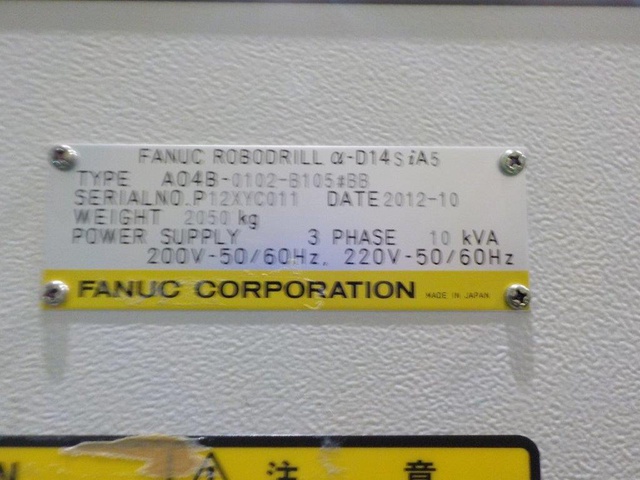 FANUC ROBODRILL α-D14SiA5
TYPE A04B-0102-B105#BB
SERIALNO.P12XYC011 DATE 2012-10
WEIGHT 2050 kg
POWER SUPPLY 3 PHASE 10 kVA
200V-50/60Hz, 220V-50/60Hz
FANUC CORPORATION MADE IN JAPAN
注 意